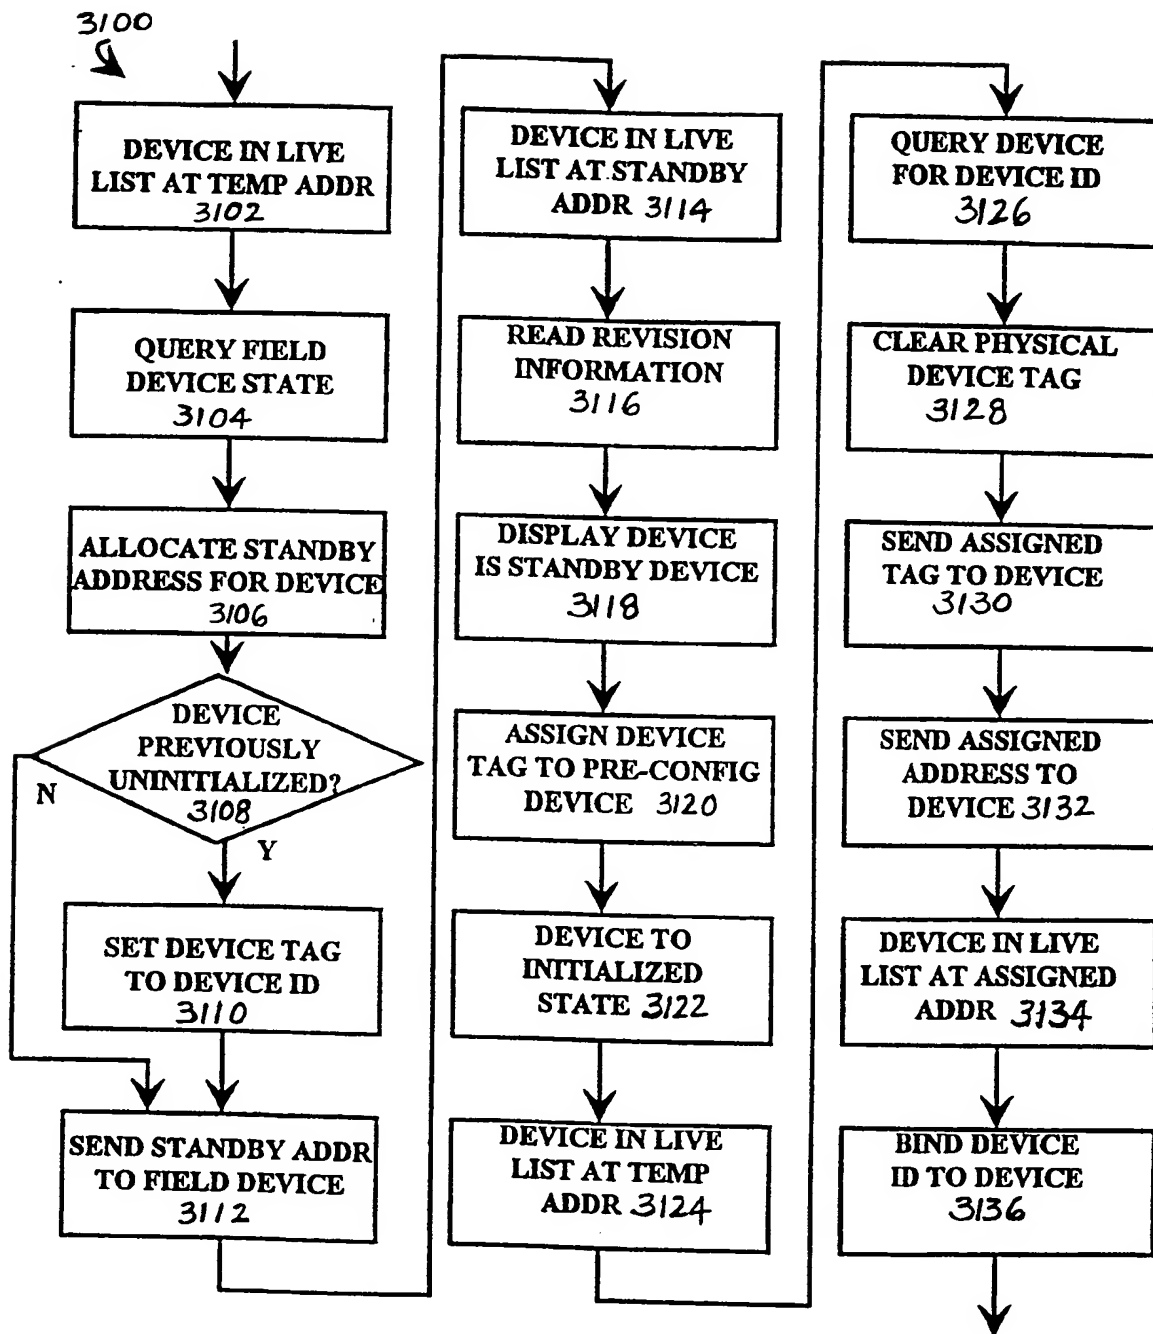 3100
DEVICE IN LIVE
LIST AT TEMP ADDR
3102
QUERY FIELD
DEVICE STATE
3104
ALLOCATE STANDBY
ADDRESS FOR DEVICE
3106
DEVICE
PREVIOUSLY
UNINITIALIZED?
3108
N
Y
SET DEVICE TAG
TO DEVICE ID
3110
SEND STANDBY ADDR
TO FIELD DEVICE
3112
DEVICE IN LIVE
LIST AT STANDBY
ADDR 3114
READ REVISION
INFORMATION
3116
DISPLAY DEVICE
IS STANDBY DEVICE
3118
ASSIGN DEVICE
TAG TO PRE-CONFIG
DEVICE 3120
DEVICE TO
INITIALIZED
STATE 3122
DEVICE IN LIVE
LIST AT TEMP
ADDR 3124
QUERY DEVICE
FOR DEVICE ID
3126
CLEAR PHYSICAL
DEVICE TAG
3128
SEND ASSIGNED
TAG TO DEVICE
3130
SEND ASSIGNED
ADDRESS TO
DEVICE 3132
DEVICE IN LIVE
LIST AT ASSIGNED
ADDR 3134
BIND DEVICE
ID TO DEVICE
3136